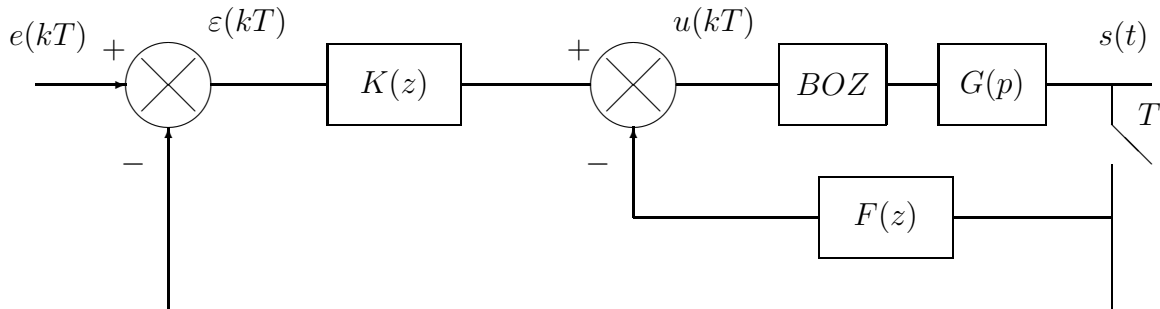 e(kT)
+
ε(kT)
K(z)
+
u(kT)
BOZ
G(p)
s(t)
T
−
−
F(z)